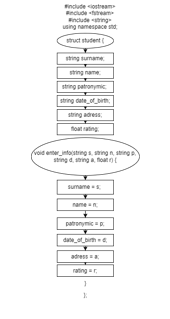 #include <iostream>
#include <fstream>
#include <string>
using namespace std;
struct student {
string surname;
string name;
string patronymic;
string date_of_birth;
string adress;
float rating;
void enter_info(string s, string n, string p,
string d, string a, float r) {
surname = s;
name = n;
patronymic = p;
date_of_birth = d;
adress = a;
rating = r;
}
};